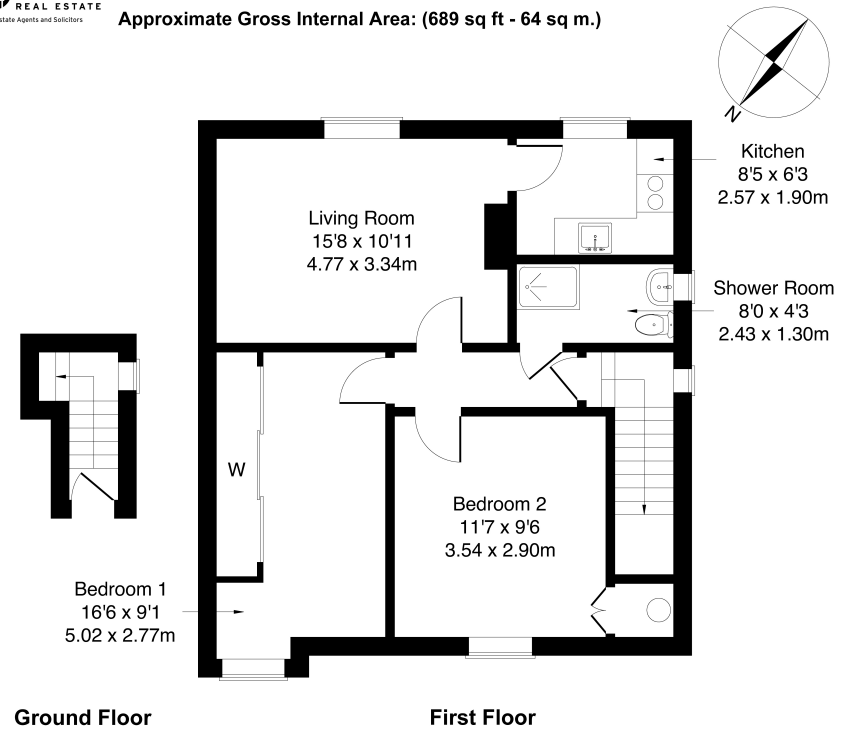 REAL ESTATE
state Agents and Solicitors
Approximate Gross Internal Area: (689 sq ft - 64 sq m.)
N
Kitchen
8'5 x 6'3
2.57 x 1.90m
Living Room
15'8 x 10'11
4.77 x 3.34m
Shower Room
8'0 x 4'3
2.43 x 1.30m
W
Bedroom 2
11'7 x 9'6
3.54 x 2.90m
Bedroom 1
16'6 x 9'1
5.02 x 2.77m
Ground Floor
First Floor